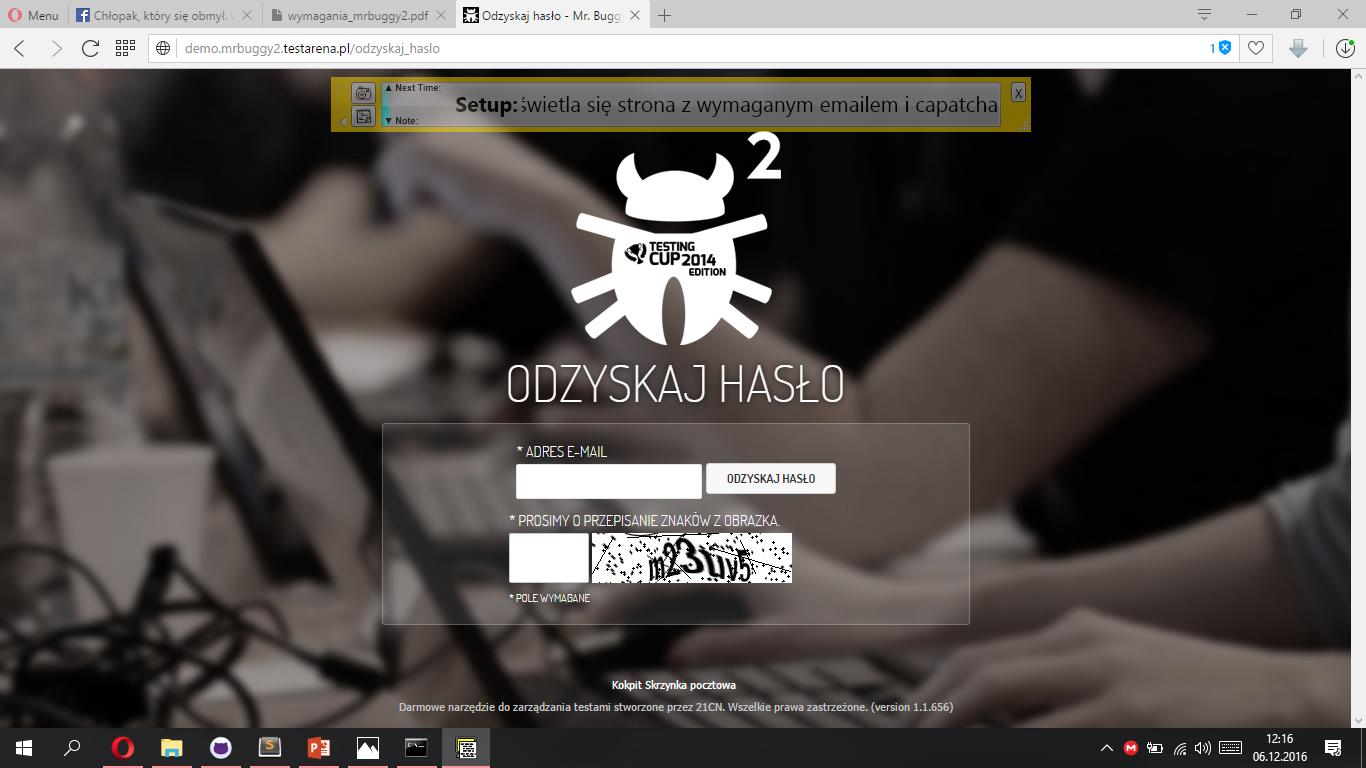 Menu
Chłopak, który się obmył.
wymagania_mrbuggy2.pdf
Odzyskaj hasło - Mr. Bugg
demo.mrbuggy2.testarena.pl/odzyskaj_haslo
1
▲ Next Time:
Setup: świetla się strona z wymaganym emailem i capatcha
▼ Note:
X
2
TESTING
CUP 2014
EDITION
ODZYSKAJ HASŁO
* ADRES E-MAIL
ODZYSKAJ HASŁO
* PROSIMY O PRZEPISANIE ZNAKÓW Z OBRAZKA.
m23uv5
* POLE WYMAGANE
Kokpit Skrzynka pocztowa
Darmowe narzędzie do zarządzania testami stworzone przez 21CN. Wszelkie prawa zastrzeżone. (version 1.1.656)
12:16
06.12.2016